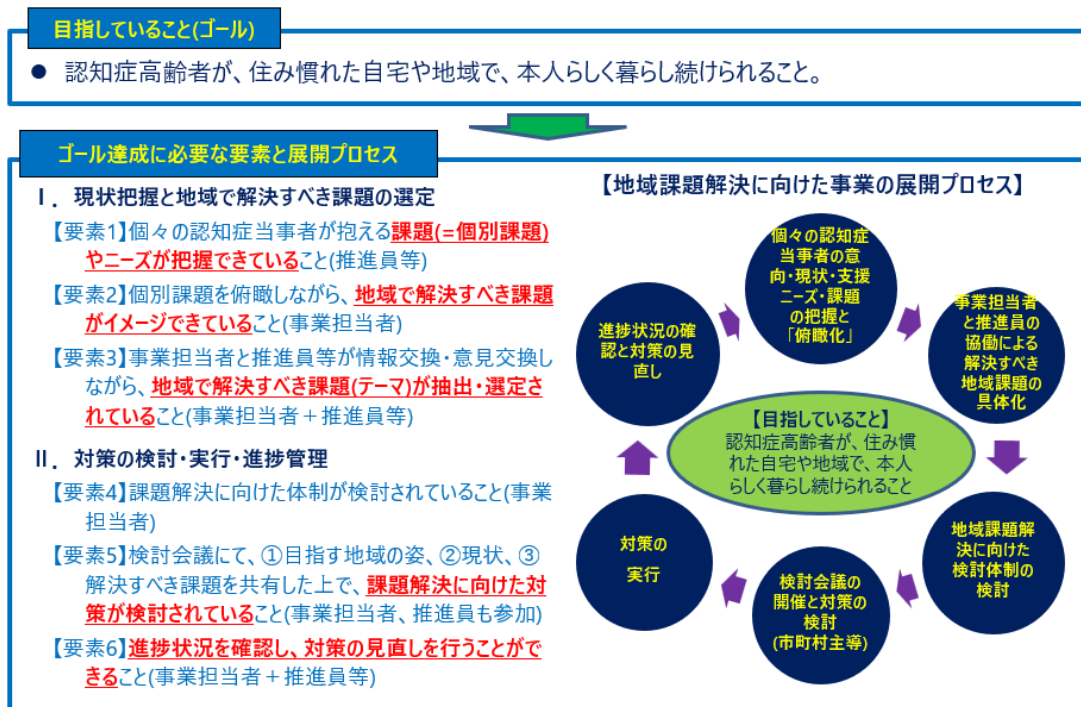 目指していること(ゴール)
● 認知症高齢者が、住み慣れた自宅や地域で、本人らしく暮らし続けられること。
ゴール達成に必要な要素と展開プロセス
Ⅰ．現状把握と地域で解決すべき課題の選定
【要素1】個々の認知症当事者が抱える課題(=個別課題)
やニーズが把握できていること(推進員等)
【要素2】個別課題を俯瞰しながら、地域で解決すべき課題
がイメージできていること(事業担当者)
【要素3】事業担当者と推進員等が情報交換・意見交換し
ながら、地域で解決すべき課題(テーマ)が抽出・選定さ
れていること(事業担当者＋推進員等)
Ⅱ．対策の検討・実行・進捗管理
【要素4】課題解決に向けた体制が検討されていること(事業
担当者)
【要素5】検討会議にて、①目指す地域の姿、②現状、③
解決すべき課題を共有した上で、課題解決に向けた対
策が検討されていること(事業担当者、推進員も参加)
【要素6】進捗状況を確認し、対策の見直しを行うことがで
きること(事業担当者＋推進員等)
【地域課題解決に向けた事業の展開プロセス】
個々の認知症
当事者の意
向・現状・支援
ニーズ・課題
の把握と
「俯瞰化」
事業担当者
と推進員の
協働による
解決すべき
地域課題の
具体化
地域課題解
決に向けた
検討体制の
検討
検討会議の
開催と対策の
検討
(市町村主導)
対策の
実行
進捗状況の確
認と対策の見
直し
【目指していること】
認知症高齢者が、住み慣
れた自宅や地域で、本人
らしく暮らし続けられること